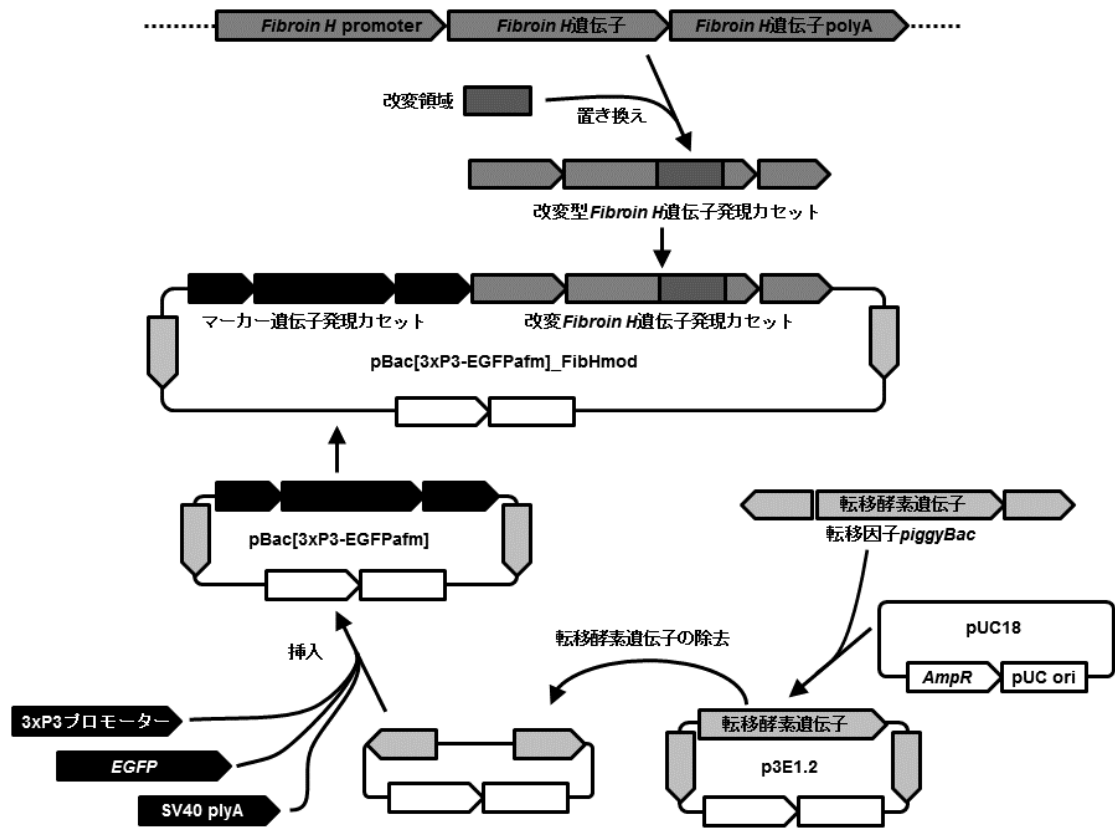 Fibroin H promoter
Fibroin H遺伝子
Fibroin H遺伝子polyA
改変領域
置き換え
改変型Fibroin H遺伝子発現カセット
マーカー遺伝子発現カセット
改変Fibroin H遺伝子発現カセット
pBac[3xP3-EGFPafm]_FibHmod
pBac[3xP3-EGFPafm]
転移酵素遺伝子
転移因子piggyBac
pUC18
AmpR
pUC ori
転移酵素遺伝子の除去
挿入
3xP3プロモーター
EGFP
SV40 plyA
転移酵素遺伝子
p3E1.2